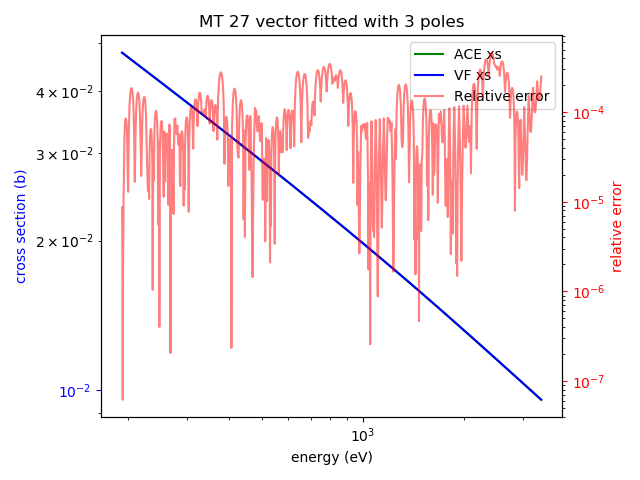 MT 27 vector fitted with 3 poles
ACE xs
VF xs
Relative error
4 × 10⁻²
3 × 10⁻²
2 × 10⁻²
10⁻²
cross section (b)
10⁻⁴
10⁻⁵
10⁻⁶
10⁻⁷
relative error
10³
energy (eV)